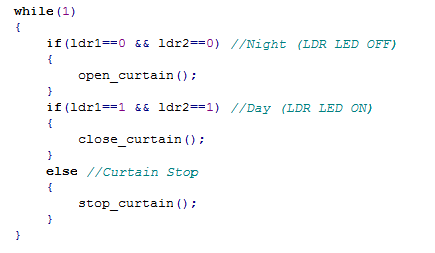 while(1)
{
if(ldr1==0 && ldr2==0) //Night (LDR LED OFF)
{
open_curtain();
}
if(ldr1==1 && ldr2==1) //Day (LDR LED ON)
{
close_curtain();
}
else //Curtain Stop
{
stop_curtain();
}
}